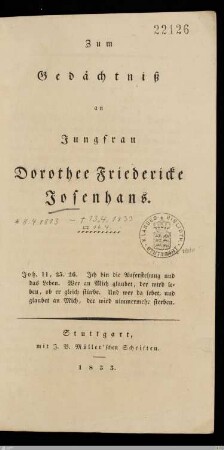 22126
Zum
Gedächtniß
an
Jungfrau
Dorothee Friedericke
Josenhans.
Joh. 11, 25. 26. Ich bin die Auferstehung und
das Leben. Wer an Mich glaubet, der wird le-
ben, ob er gleich stürbe. Und wer da lebet, und
glaubet an Mich, der wird nimmermehr sterben.
Stuttgart,
mit J. B. Müller'schen Schriften.
1833.